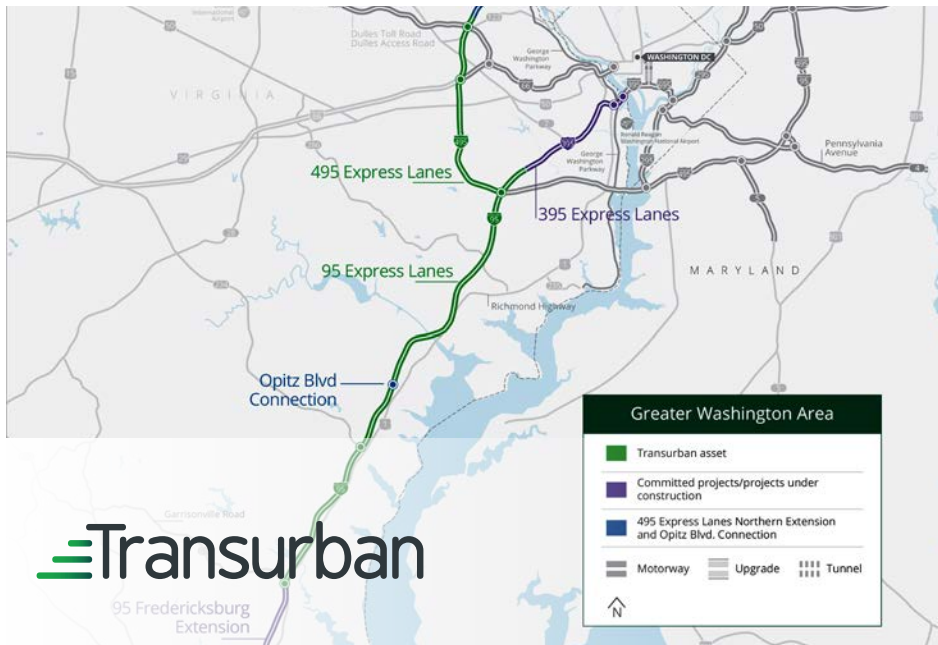 International
Airport
Dulles Toll Road
Dulles Access Road
George
Washington
Parkway
WASHINGTON DC
VIRGINIA
Ronald Reagan
Washington National Airport
George
Washington
Parkway
Pennsylvania
Avenue
495 Express Lanes
395 Express Lanes
95 Express Lanes
MARYLAND
Richmond Highway
Opitz Blvd
Connection
Garrisonville Road
Transurban
95 Fredericksburg
Extension
Greater Washington Area
Transurban asset
Committed projects/projects under
construction
495 Express Lanes Northern Extension
and Opitz Blvd. Connection
Motorway
Upgrade
Tunnel
N